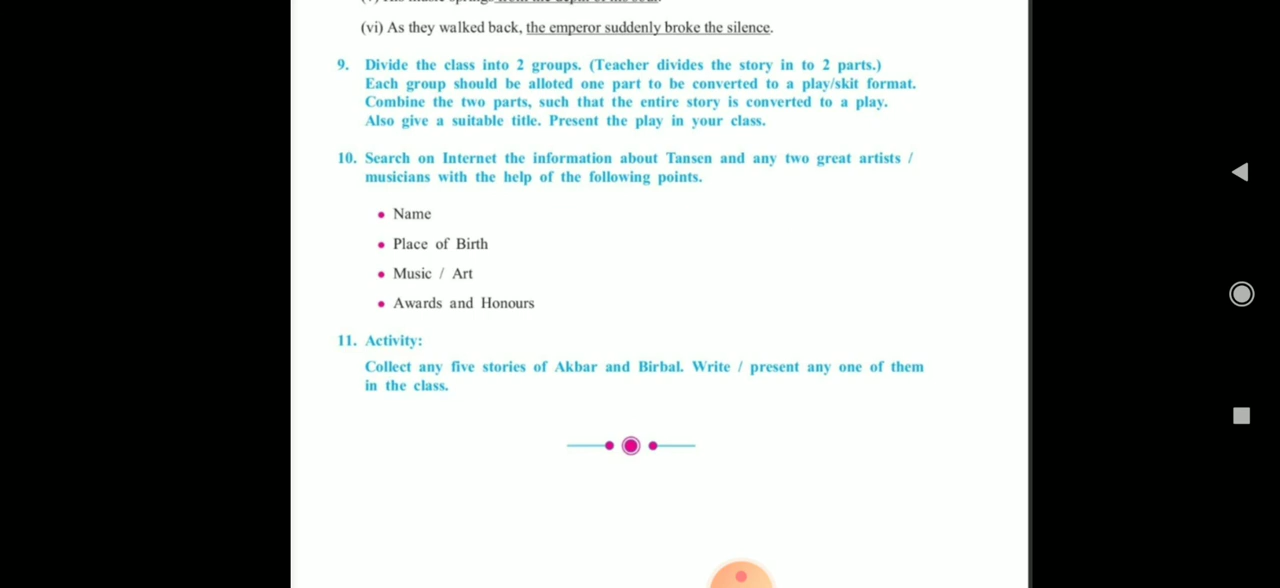 (vi) As they walked back, the emperor suddenly broke the silence.
9. Divide the class into 2 groups. (Teacher divides the story in to 2 parts.)
Each group should be alloted one part to be converted to a play/skit format.
Combine the two parts, such that the entire story is converted to a play.
Also give a suitable title. Present the play in your class.
10. Search on Internet the information about Tansen and any two great artists /
musicians with the help of the following points.
• Name
• Place of Birth
• Music / Art
• Awards and Honours
11. Activity:
Collect any five stories of Akbar and Birbal. Write / present any one of them
in the class.